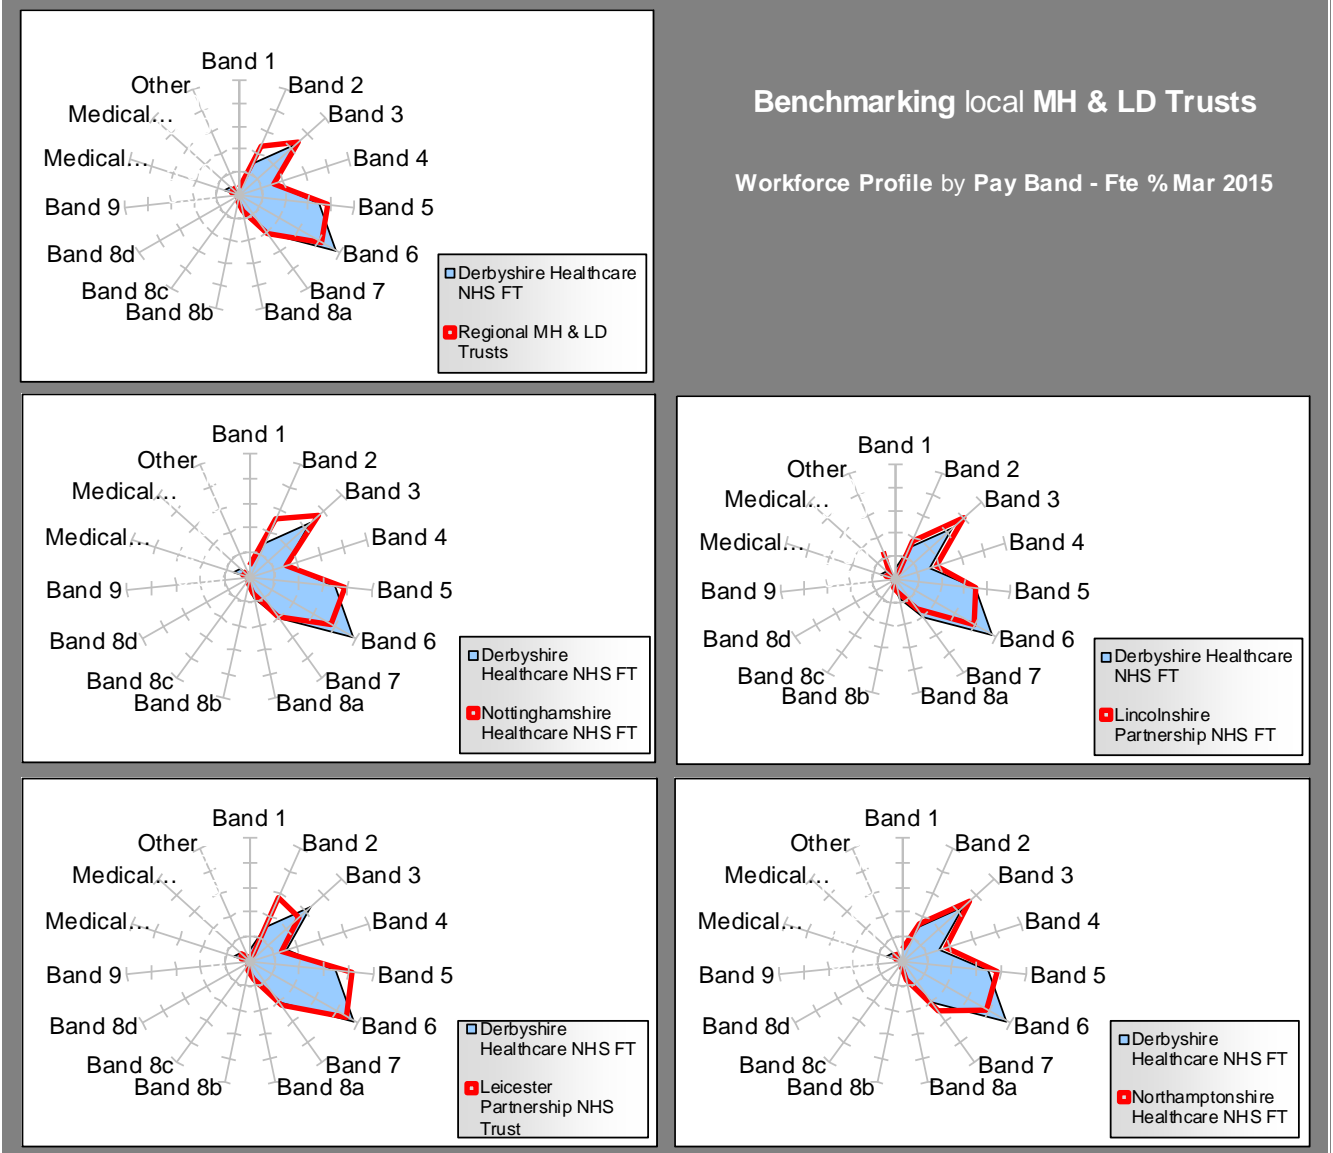 Benchmarking local MH & LD Trusts
Workforce Profile by Pay Band - Fte % Mar 2015
Band 1
Band 2
Band 3
Band 4
Band 5
Band 6
Band 7
Band 8a
Band 8b
Band 8c
Band 8d
Band 9
Medical…
Medical…
Other
Derbyshire Healthcare
NHS FT
Regional MH & LD
Trusts
Band 1
Band 2
Band 3
Band 4
Band 5
Band 6
Band 7
Band 8a
Band 8b
Band 8c
Band 8d
Band 9
Medical…
Medical…
Other
Derbyshire
Healthcare NHS FT
Nottinghamshire
Healthcare NHS FT
Band 1
Band 2
Band 3
Band 4
Band 5
Band 6
Band 7
Band 8a
Band 8b
Band 8c
Band 8d
Band 9
Medical…
Medical…
Other
Derbyshire Healthcare
NHS FT
Lincolnshire
Partnership NHS FT
Band 1
Band 2
Band 3
Band 4
Band 5
Band 6
Band 7
Band 8a
Band 8b
Band 8c
Band 8d
Band 9
Medical…
Medical…
Other
Derbyshire
Healthcare NHS FT
Leicester
Partnership NHS
Trust
Band 1
Band 2
Band 3
Band 4
Band 5
Band 6
Band 7
Band 8a
Band 8b
Band 8c
Band 8d
Band 9
Medical…
Medical…
Other
Derbyshire
Healthcare NHS FT
Northamptonshire
Healthcare NHS FT